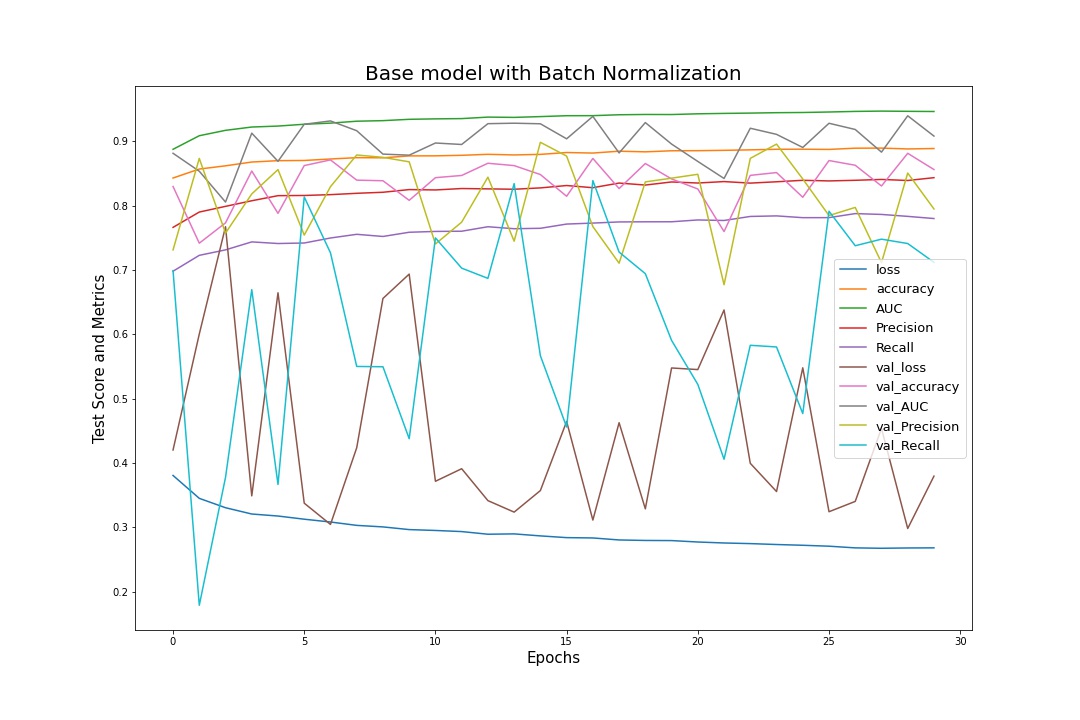 Base model with Batch Normalization
Test Score and Metrics
0.9
0.8
0.7
0.6
0.5
0.4
0.3
0.2
loss
accuracy
AUC
Precision
Recall
val_loss
val_accuracy
val_AUC
val_Precision
val_Recall
0 5 10 15 20 25 30
Epochs